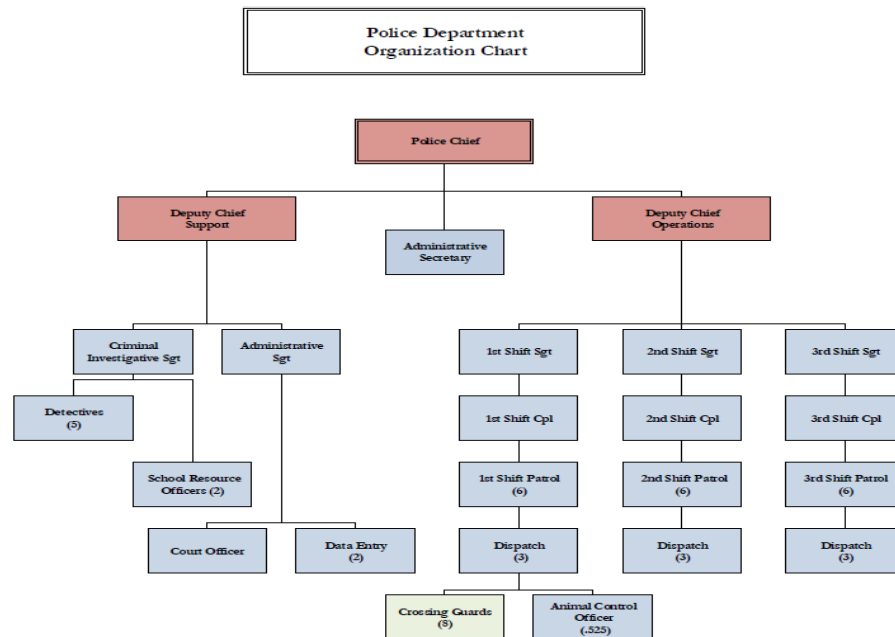 Police Department
Organization Chart
Police Chief
Deputy Chief
Support
Administrative
Secretary
Deputy Chief
Operations
Criminal
Investigative Sgt
Administrative
Sgt
1st Shift Sgt
2nd Shift Sgt
3rd Shift Sgt
Detectives
(5)
1st Shift Cpl
2nd Shift Cpl
3rd Shift Cpl
School Resource
Officers (2)
1st Shift Patrol
(6)
2nd Shift Patrol
(6)
3rd Shift Patrol
(6)
Court Officer
Data Entry
(2)
Dispatch
(3)
Dispatch
(3)
Dispatch
(3)
Crossing Guards
(8)
Animal Control
Officer
(.525)